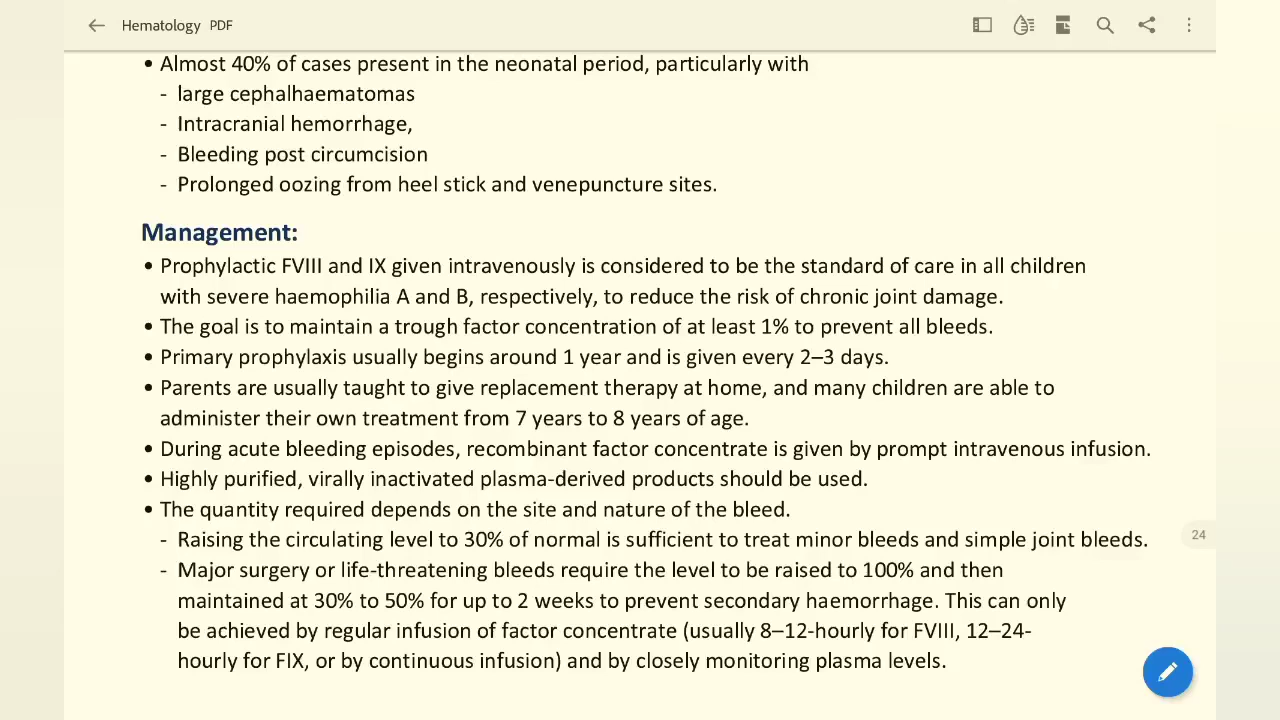 Hematology PDF
• Almost 40% of cases present in the neonatal period, particularly with
- large cephalhaematomas
- Intracranial hemorrhage,
- Bleeding post circumcision
- Prolonged oozing from heel stick and venepuncture sites.
Management:
• Prophylactic FVIII and IX given intravenously is considered to be the standard of care in all children
with severe haemophilia A and B, respectively, to reduce the risk of chronic joint damage.
• The goal is to maintain a trough factor concentration of at least 1% to prevent all bleeds.
• Primary prophylaxis usually begins around 1 year and is given every 2–3 days.
• Parents are usually taught to give replacement therapy at home, and many children are able to
administer their own treatment from 7 years to 8 years of age.
• During acute bleeding episodes, recombinant factor concentrate is given by prompt intravenous infusion.
• Highly purified, virally inactivated plasma-derived products should be used.
• The quantity required depends on the site and nature of the bleed.
- Raising the circulating level to 30% of normal is sufficient to treat minor bleeds and simple joint bleeds.
24
- Major surgery or life-threatening bleeds require the level to be raised to 100% and then
maintained at 30% to 50% for up to 2 weeks to prevent secondary haemorrhage. This can only
be achieved by regular infusion of factor concentrate (usually 8–12-hourly for FVIII, 12–24-
hourly for FIX, or by continuous infusion) and by closely monitoring plasma levels.